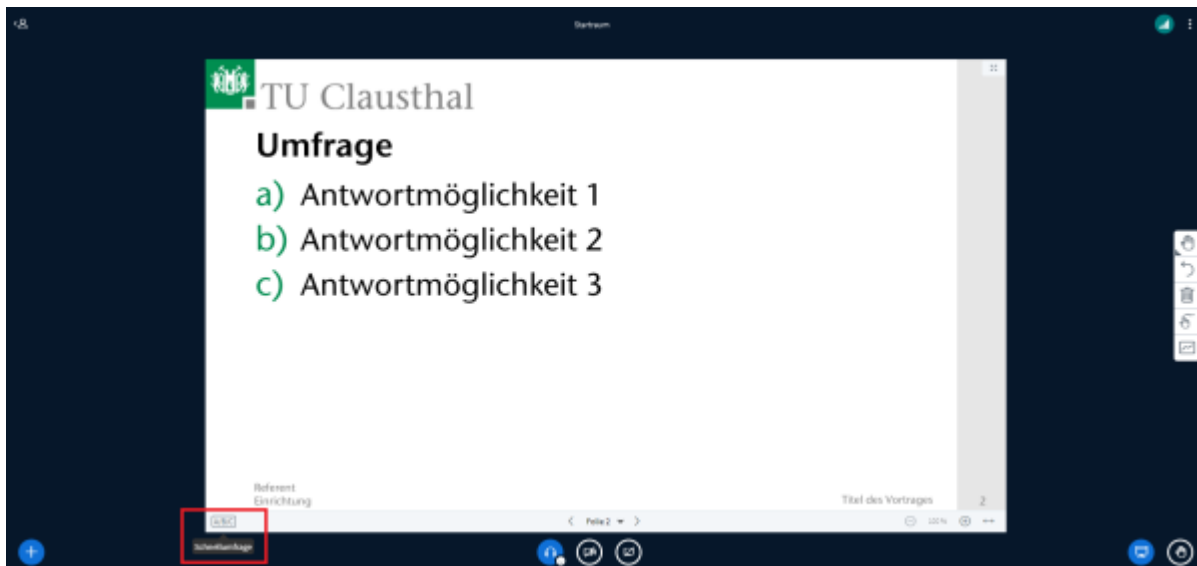 Startraum
TU Clausthal
Umfrage
a) Antwortmöglichkeit 1
b) Antwortmöglichkeit 2
c) Antwortmöglichkeit 3
Referent
Einrichtung
Titel des Vortrages 2
A/B/C
Folie 2
100%
Schnellumfrage